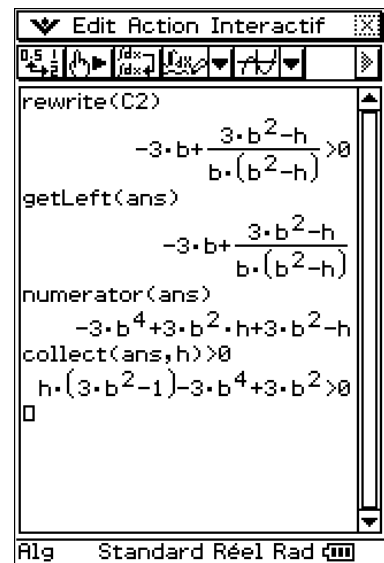 Edit Action Interactif
rewrite(C2)
-3·b+(3·b²-h)/(b·(b²-h))>0
getLeft(ans)
-3·b+(3·b²-h)/(b·(b²-h))
numerator(ans)
-3·b⁴+3·b²·h+3·b²-h
collect(ans,h)>0
h·(3·b²-1)-3·b⁴+3·b²>0
Alg Standard Réel Rad